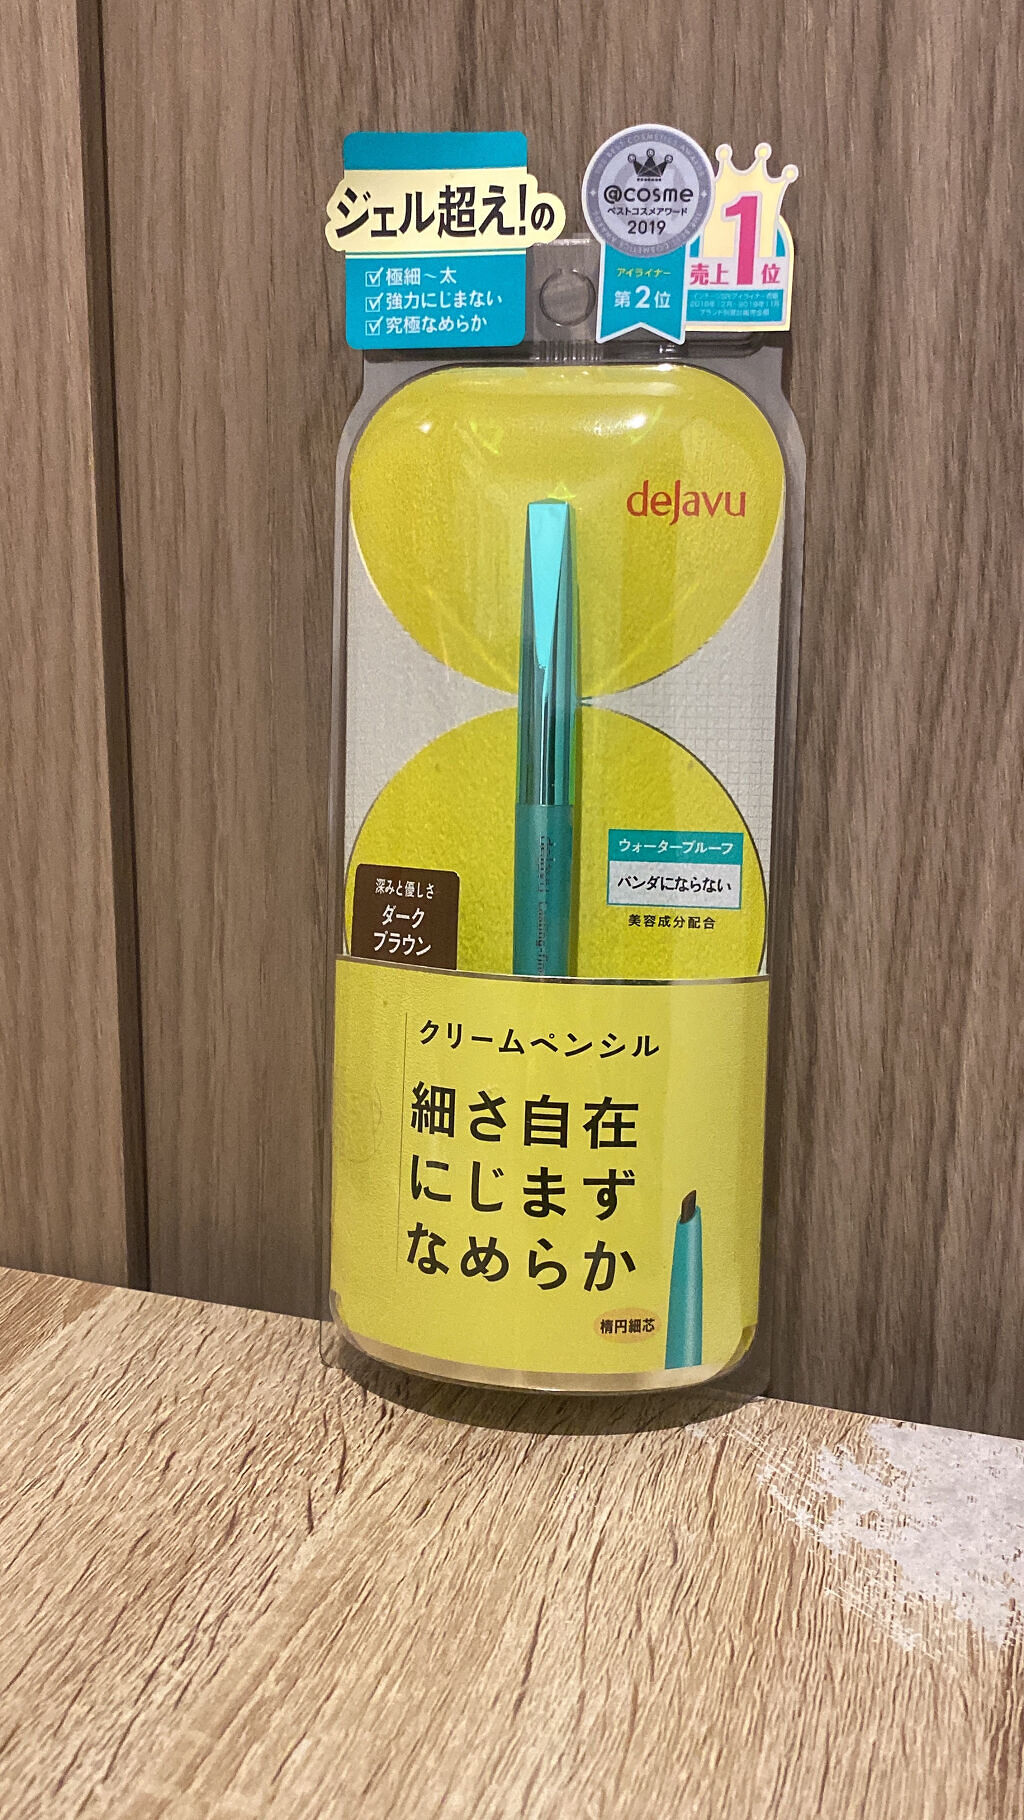 ジェル超え!の
極細～太
強力ににじまない
究極なめらか
@cosme
ベストコスメアワード
2019
アイライナー
第2位
1
売上 位
dejavu
ウォータープルーフ
パンダにならない
美容成分配合
深みと優しさ
ダーク
ブラウン
クリームペンシル
細さ自在
にじまず
なめらか
楕円細芯